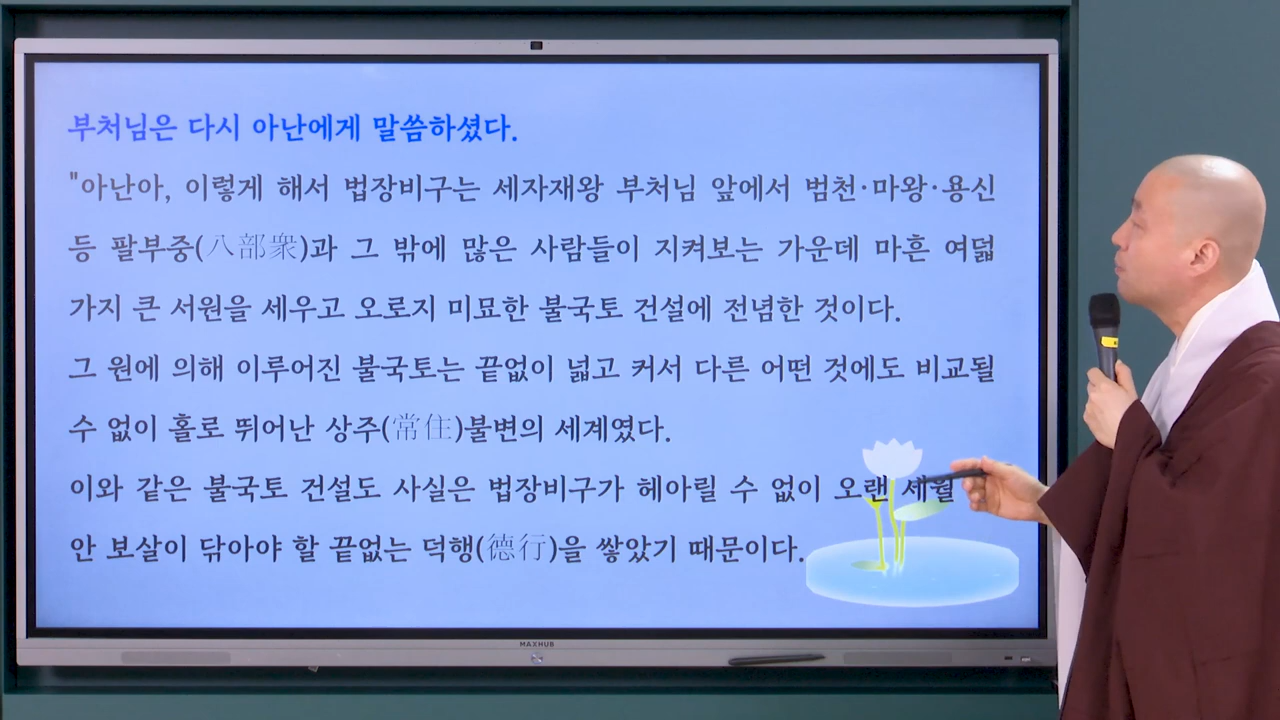 부처님은 다시 아난에게 말씀하셨다.
"아난아, 이렇게 해서 법장비구는 세자재왕 부처님 앞에서 범천·마왕·용신
등 팔부중(八部衆)과 그 밖에 많은 사람들이 지켜보는 가운데 마흔 여덟
가지 큰 서원을 세우고 오로지 미묘한 불국토 건설에 전념한 것이다.
그 원에 의해 이루어진 불국토는 끝없이 넓고 커서 다른 어떤 것에도 비교될
수 없이 홀로 뛰어난 상주(常住)불변의 세계였다.
이와 같은 불국토 건설도 사실은 법장비구가 헤아릴 수 없이 오랜 세월
안 보살이 닦아야 할 끝없는 덕행(德行)을 쌓았기 때문이다.
MAXHUB